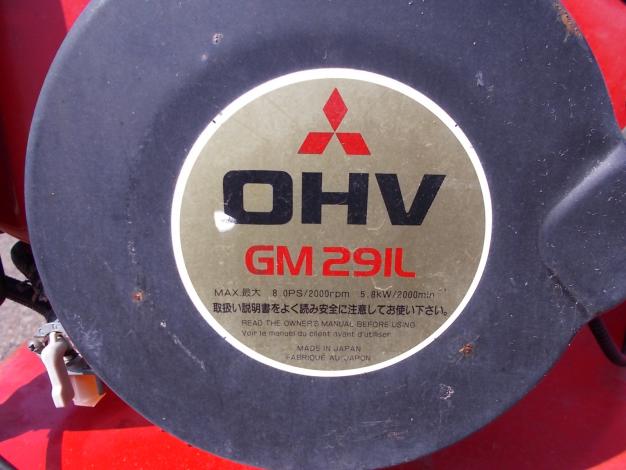 OHV
GM 291L
MAX.最大 8.0PS/2000rpm 5.8kW/2000min⁻¹
取扱い説明書をよく読み安全に注意してお使い下さい。
READ THE OWNER'S MANUAL BEFORE USING.
Voir le manuel du client avant d'utiliser.
MADE IN JAPAN
FABRIQUÉ AU JAPON